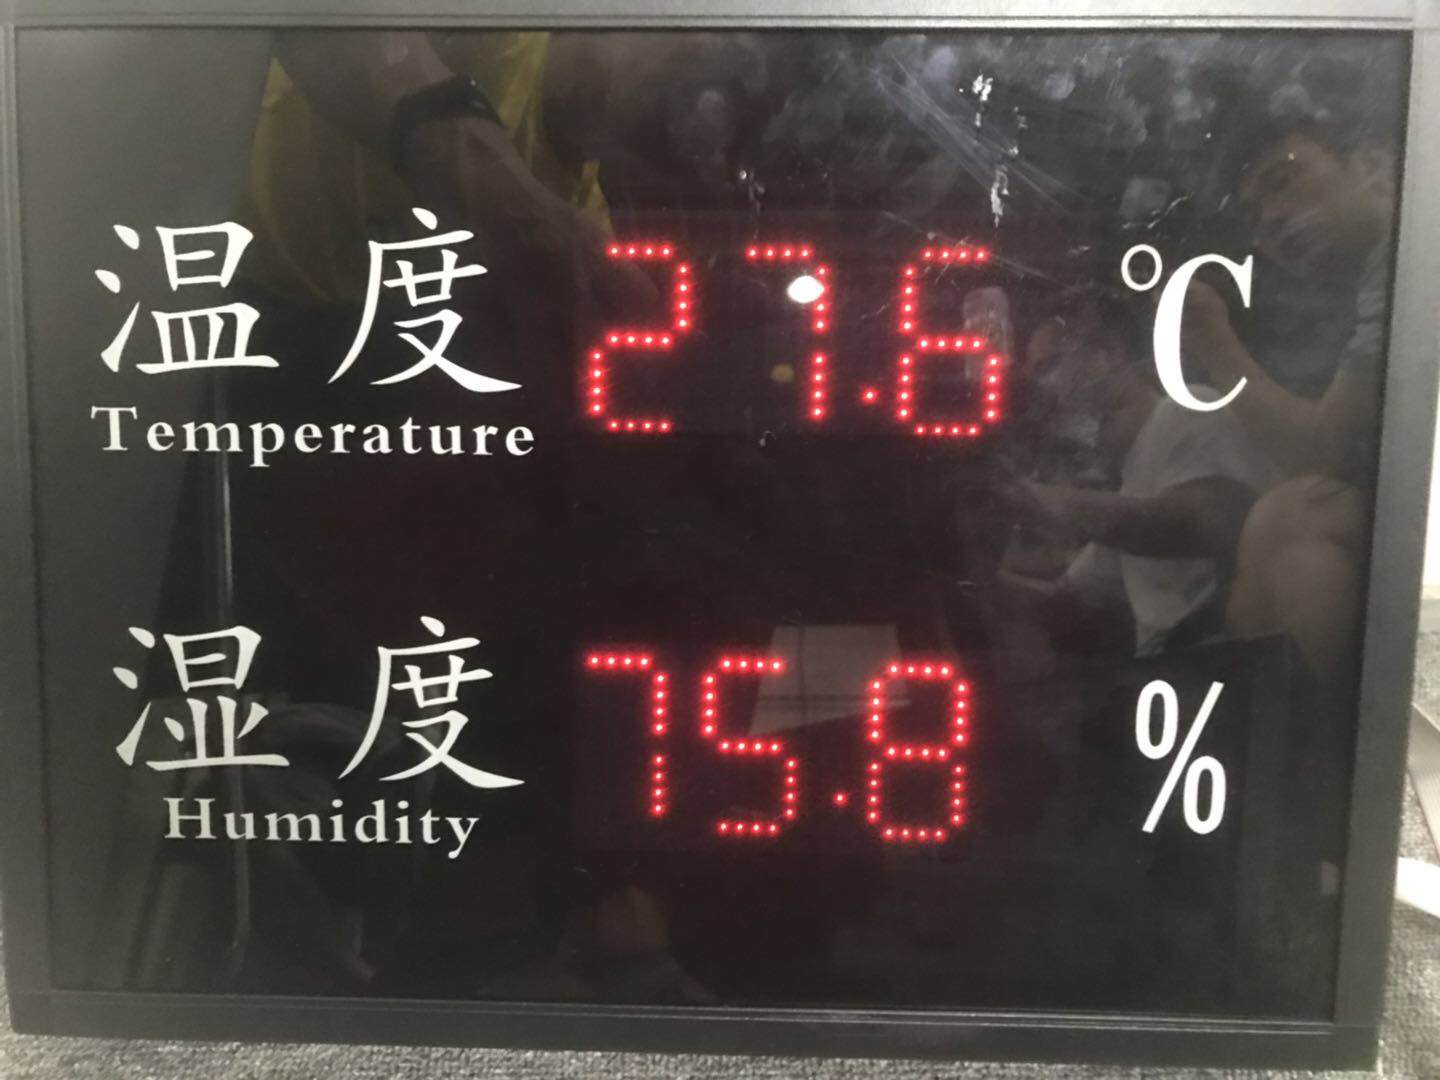 温度 27.6 ℃
Temperature
湿度 75.8 %
Humidity